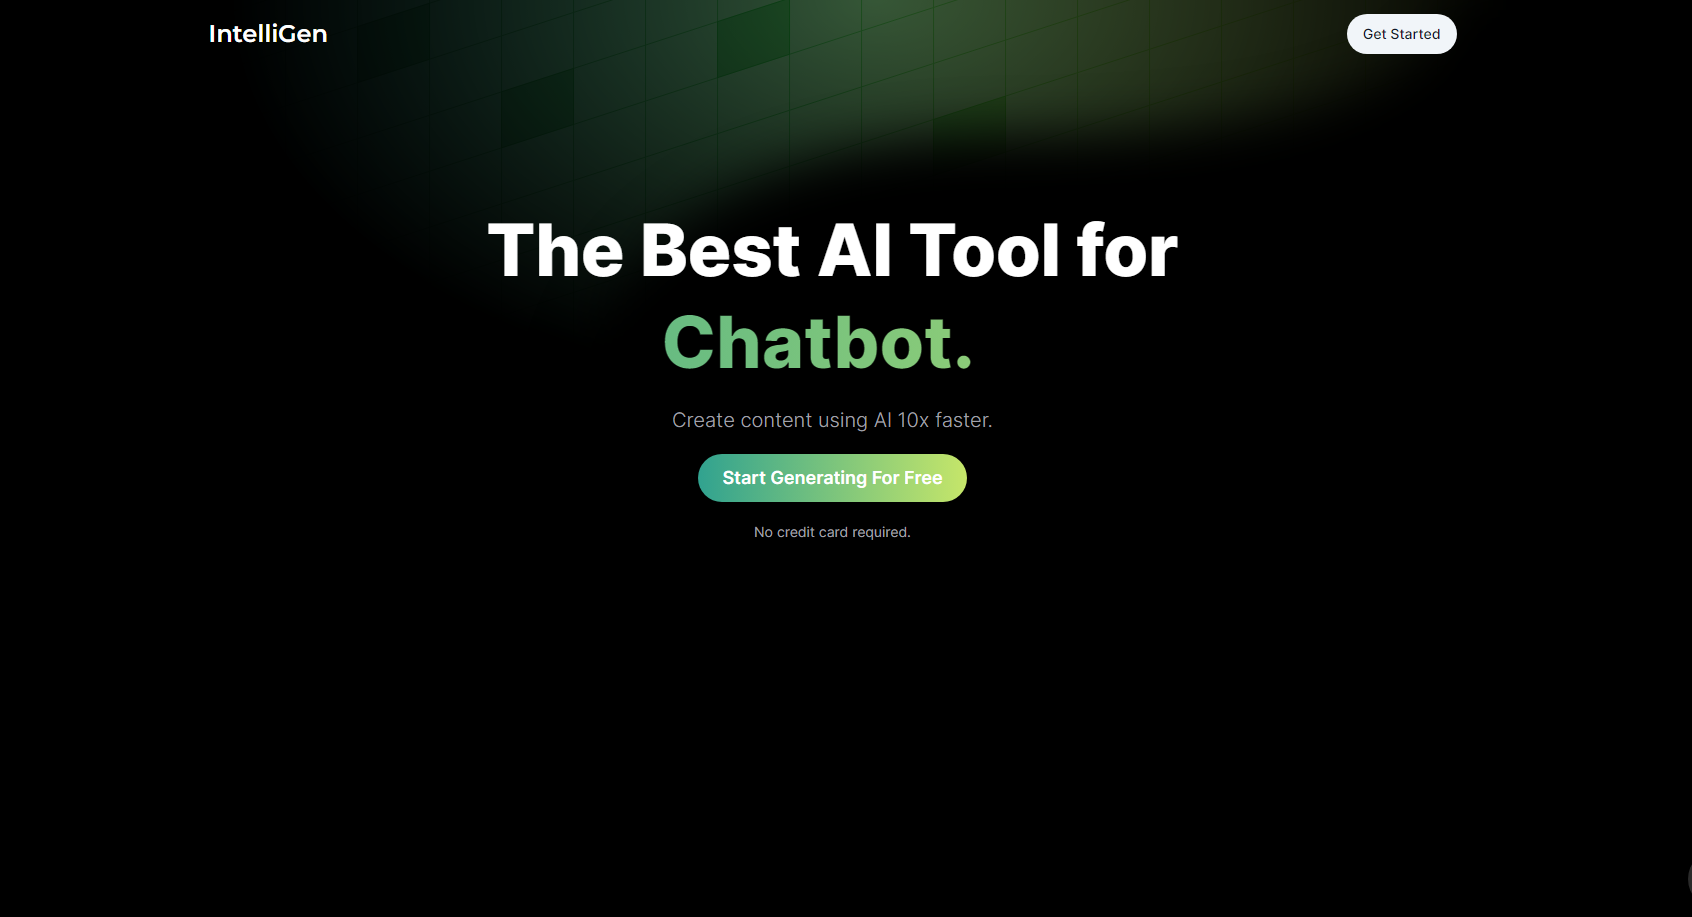 IntelliGen
Get Started
The Best AI Tool for
Chatbot.
Create content using AI 10x faster.
Start Generating For Free
No credit card required.